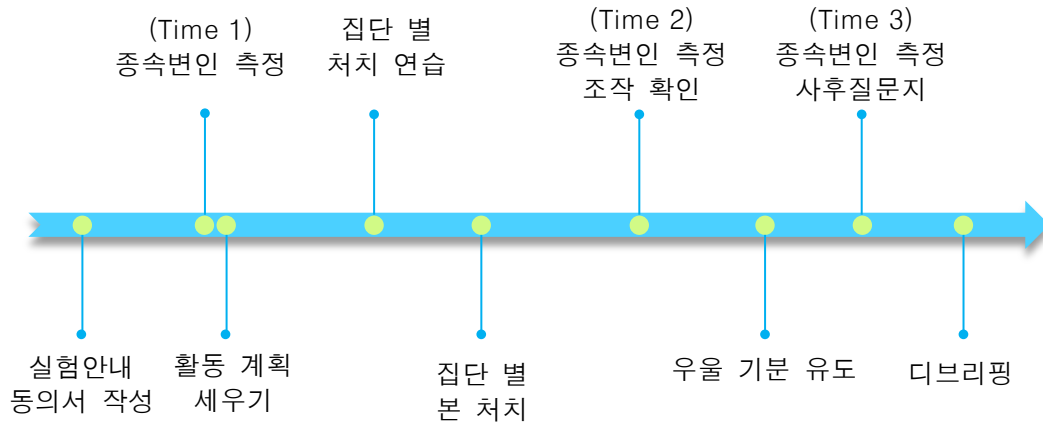 (Time 1)
종속변인 측정
집단 별
처치 연습
(Time 2)
종속변인 측정
조작 확인
(Time 3)
종속변인 측정
사후질문지
실험안내
동의서 작성
활동 계획
세우기
집단 별
본 처치
우울 기분 유도
디브리핑